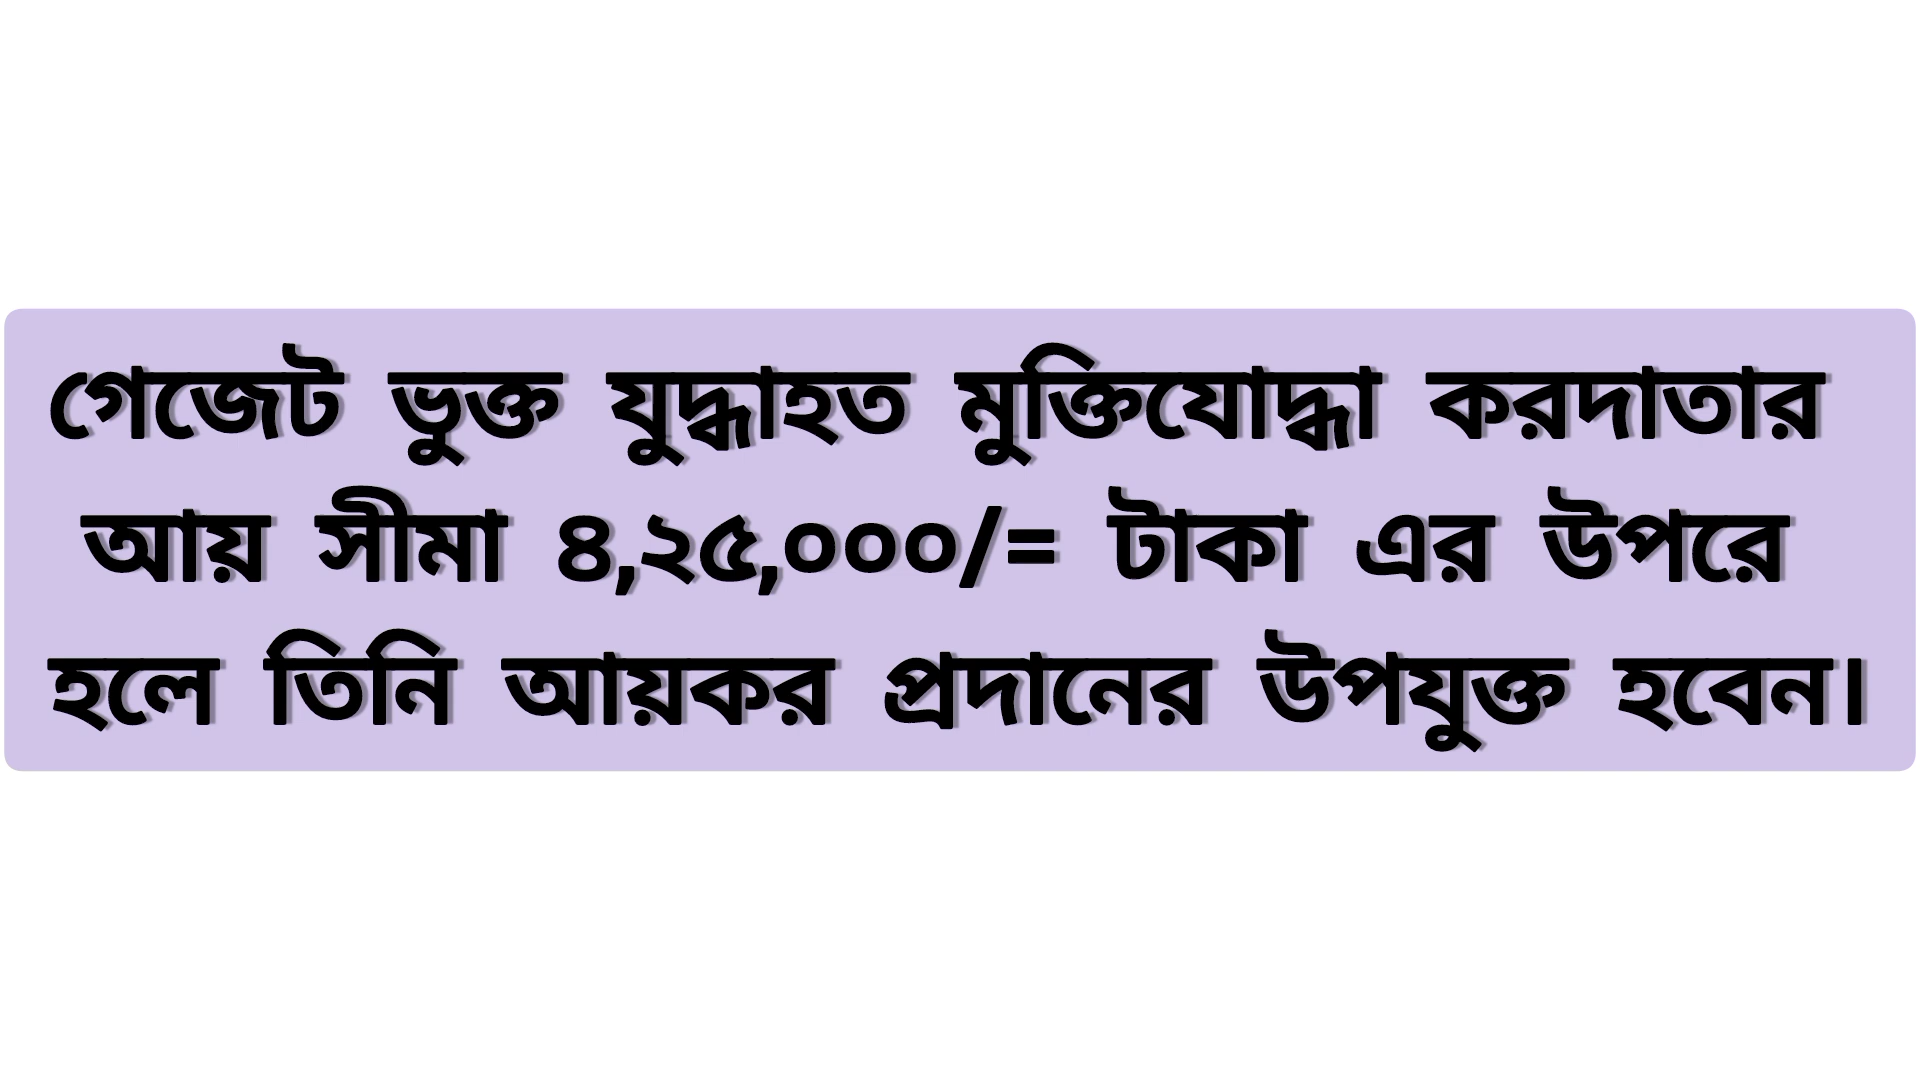 গেজেট ভুক্ত যুদ্ধাহত মুক্তিযোদ্ধা করদাতার
আয় সীমা ৪,২৫,০০০/= টাকা এর উপরে
হলে তিনি আয়কর প্রদানের উপযুক্ত হবেন।